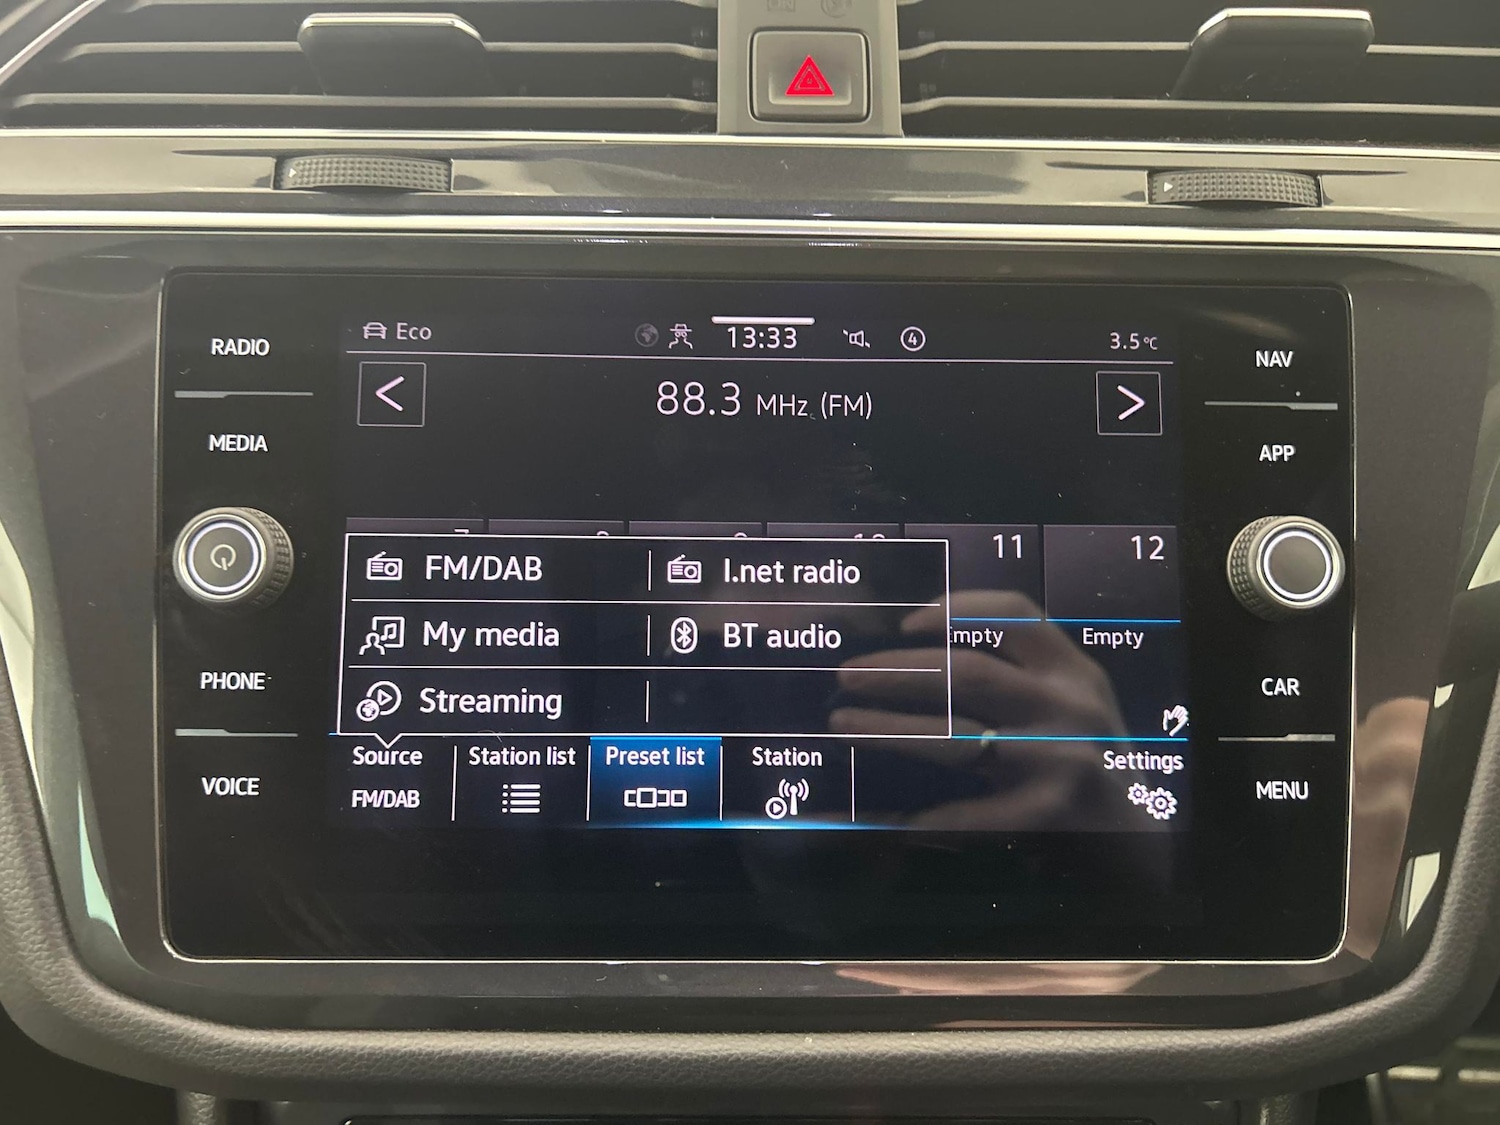 Eco 13:33 4 3.5°C
RADIO NAV
88.3 MHz (FM)
MEDIA APP
11 12
FM/DAB I.net radio
My media BT audio
Empty
PHONE CAR
Streaming
Source Station list Preset list Station Settings
FM/DAB
VOICE MENU